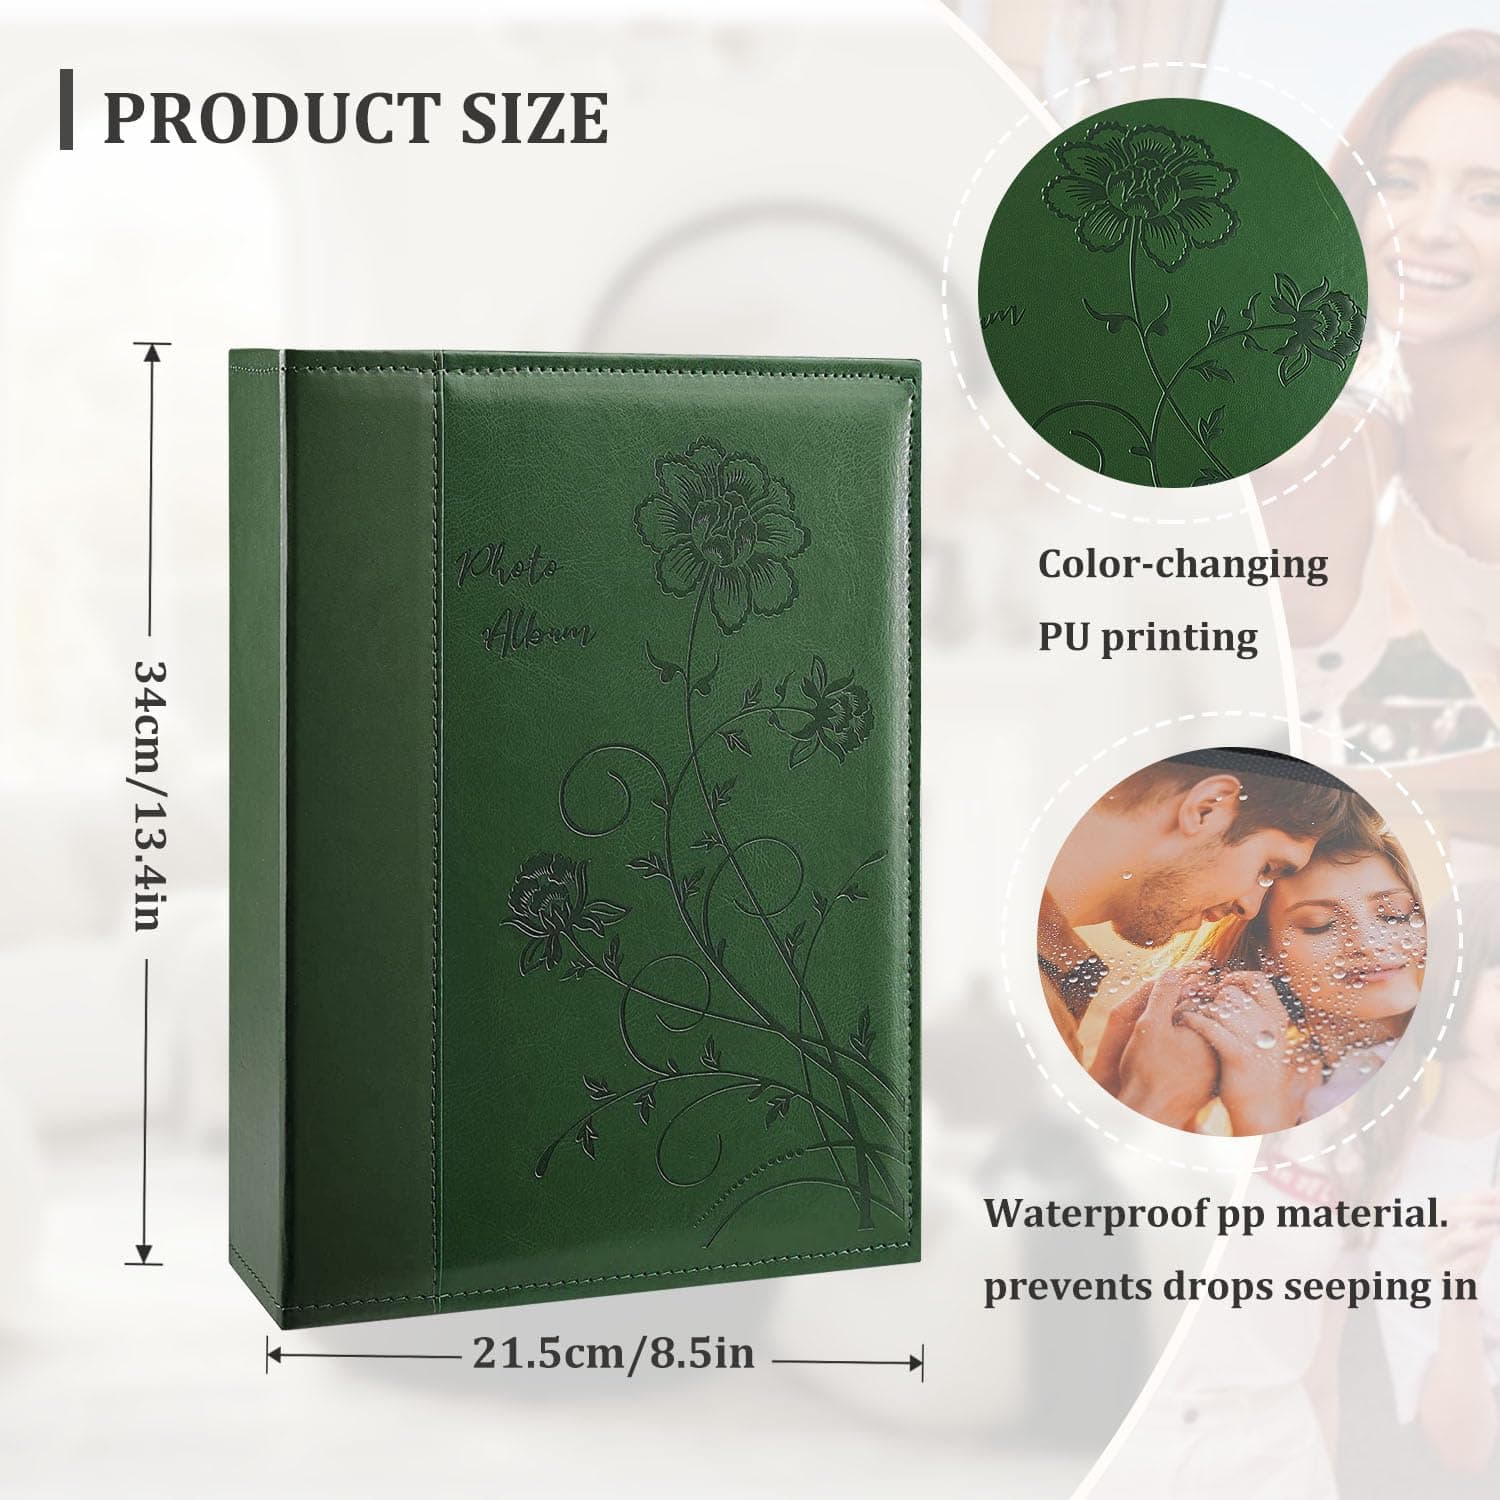 PRODUCT SIZE
Photo
Album
um
34cm/13.4in
21.5cm/8.5in
Color-changing
PU printing
Waterproof pp material.
prevents drops seeping in